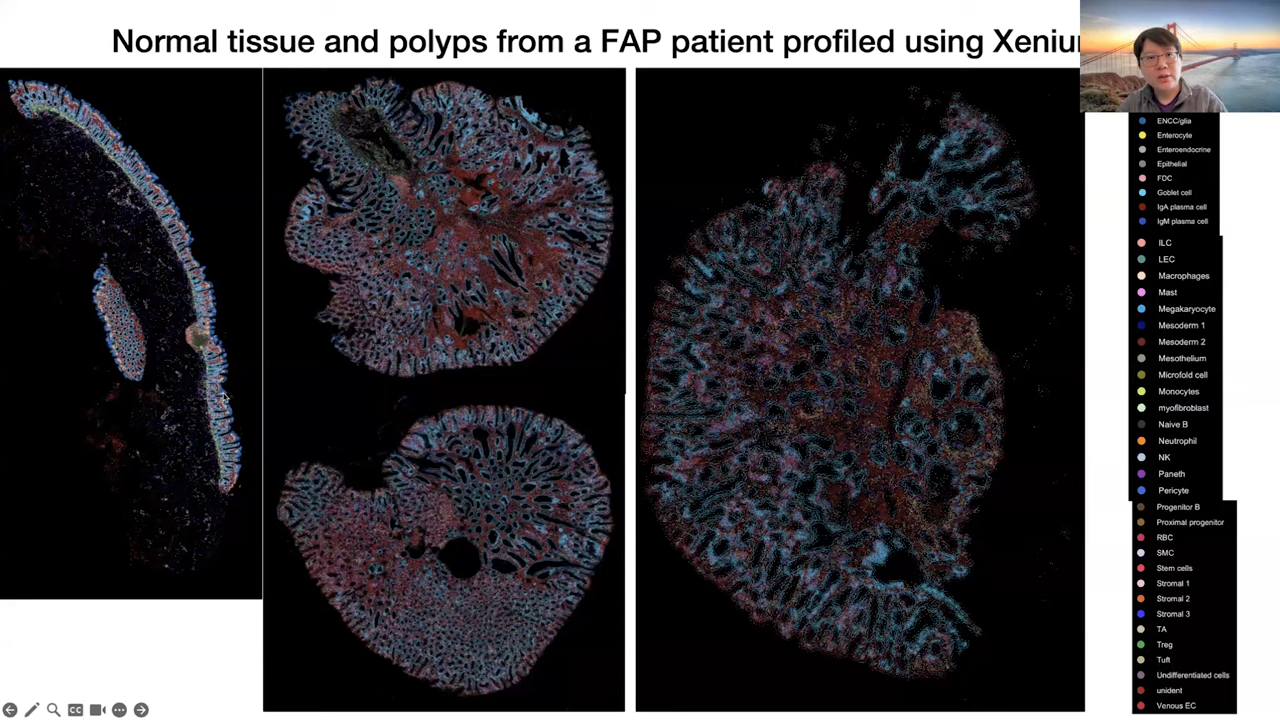 Normal tissue and polyps from a FAP patient profiled using Xeniu
ENCC/glia
Enterocyte
Enteroendocrine
Epithelial
FDC
Goblet cell
IgA plasma cell
IgM plasma cell
ILC
LEC
Macrophages
Mast
Megakaryocyte
Mesoderm 1
Mesoderm 2
Mesothelium
Microfold cell
Monocytes
myofibroblast
Naive B
Neutrophil
NK
Paneth
Pericyte
Progenitor B
Proximal progenitor
RBC
SMC
Stem cells
Stromal 1
Stromal 2
Stromal 3
TA
Treg
Tuft
Undifferentiated cells
unident
Venous EC
CC